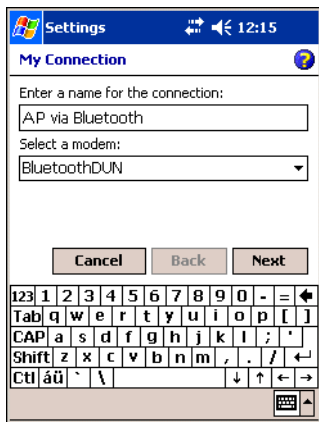 Settings 12:15
My Connection
Enter a name for the connection:
AP via Bluetooth
Select a modem:
BluetoothDUN
Cancel Back Next
123 1 2 3 4 5 6 7 8 9 0 - =
Tab q w e r t y u i o p [ ]
CAP a s d f g h j k l ; '
Shift z x c v b n m , . /
Ctl áü ` \